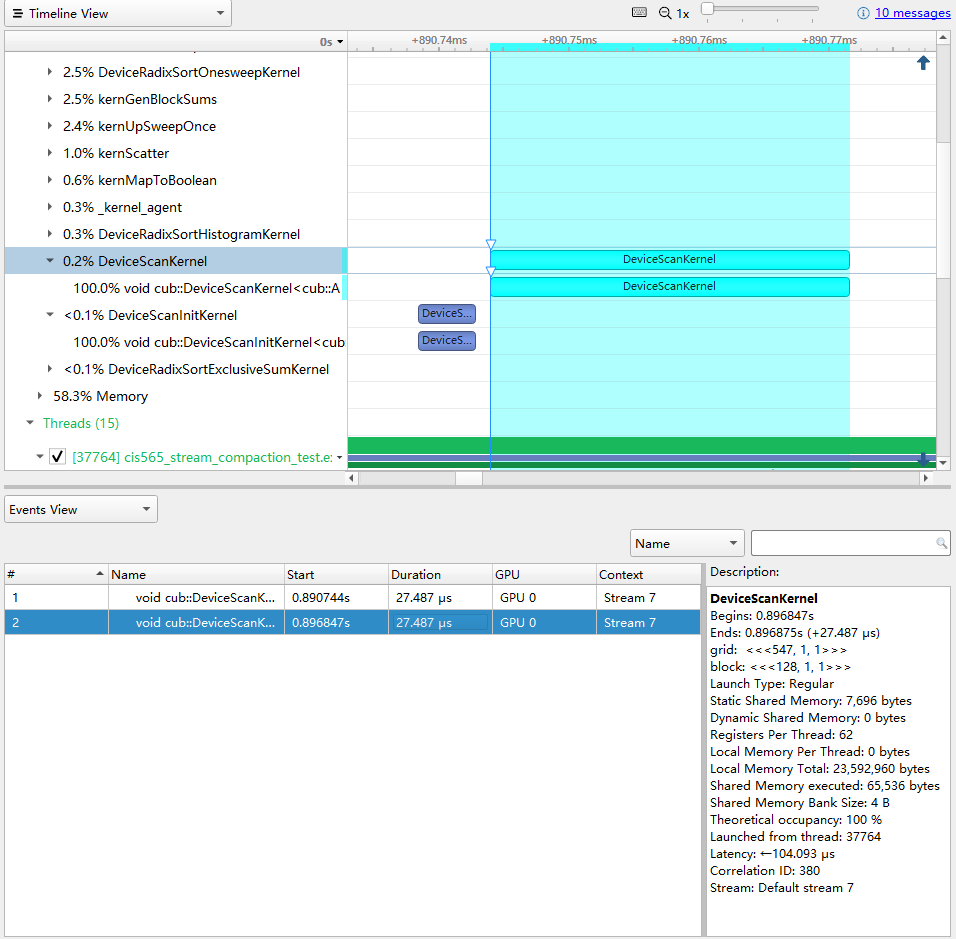 Timeline View
1x
10 messages
0s
+890.74ms
+890.75ms
+890.76ms
+890.77ms
2.5% DeviceRadixSortOnesweepKernel
2.5% kernGenBlockSums
2.4% kernUpSweepOnce
1.0% kernScatter
0.6% kernMapToBoolean
0.3% _kernel_agent
0.3% DeviceRadixSortHistogramKernel
0.2% DeviceScanKernel
DeviceScanKernel
100.0% void cub::DeviceScanKernel<cub::A
DeviceScanKernel
<0.1% DeviceScanInitKernel
DeviceS...
100.0% void cub::DeviceScanInitKernel<cub
DeviceS...
<0.1% DeviceRadixSortExclusiveSumKernel
58.3% Memory
Threads (15)
[37764] cis565_stream_compaction_test.e:
Events View
Name
# Name Start Duration GPU Context
1 void cub::DeviceScanK... 0.890744s 27.487 μs GPU 0 Stream 7
2 void cub::DeviceScanK... 0.896847s 27.487 μs GPU 0 Stream 7
Description:
DeviceScanKernel
Begins: 0.896847s
Ends: 0.896875s (+27.487 μs)
grid: <<<547, 1, 1>>>
block: <<<128, 1, 1>>>
Launch Type: Regular
Static Shared Memory: 7,696 bytes
Dynamic Shared Memory: 0 bytes
Registers Per Thread: 62
Local Memory Per Thread: 0 bytes
Local Memory Total: 23,592,960 bytes
Shared Memory executed: 65,536 bytes
Shared Memory Bank Size: 4 B
Theoretical occupancy: 100 %
Launched from thread: 37764
Latency: ←104.093 μs
Correlation ID: 380
Stream: Default stream 7